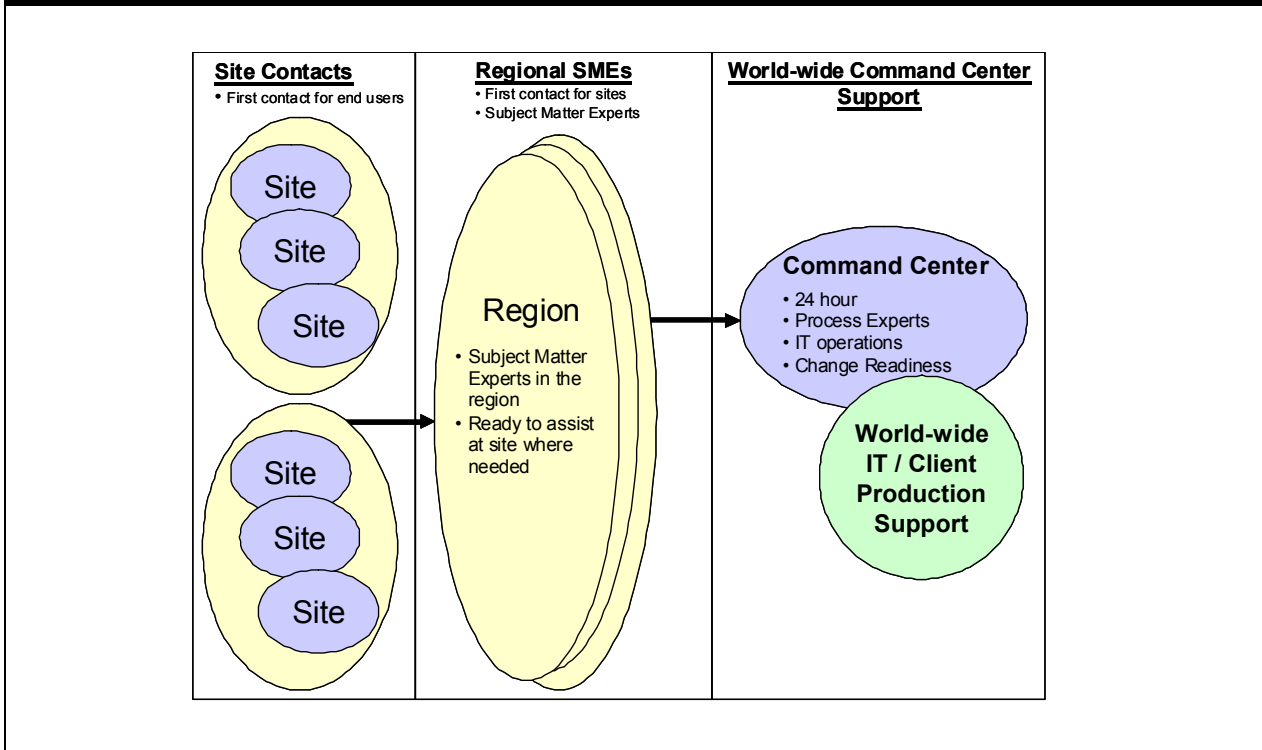 Site Contacts
• First contact for end users
Site
Site
Site
Site
Site
Site
Regional SMEs
• First contact for sites
• Subject Matter Experts
Region
• Subject Matter
Experts in the
region
• Ready to assist
at site where
needed
World-wide Command Center
Support
Command Center
• 24 hour
• Process Experts
• IT operations
• Change Readiness
World-wide
IT / Client
Production
Support